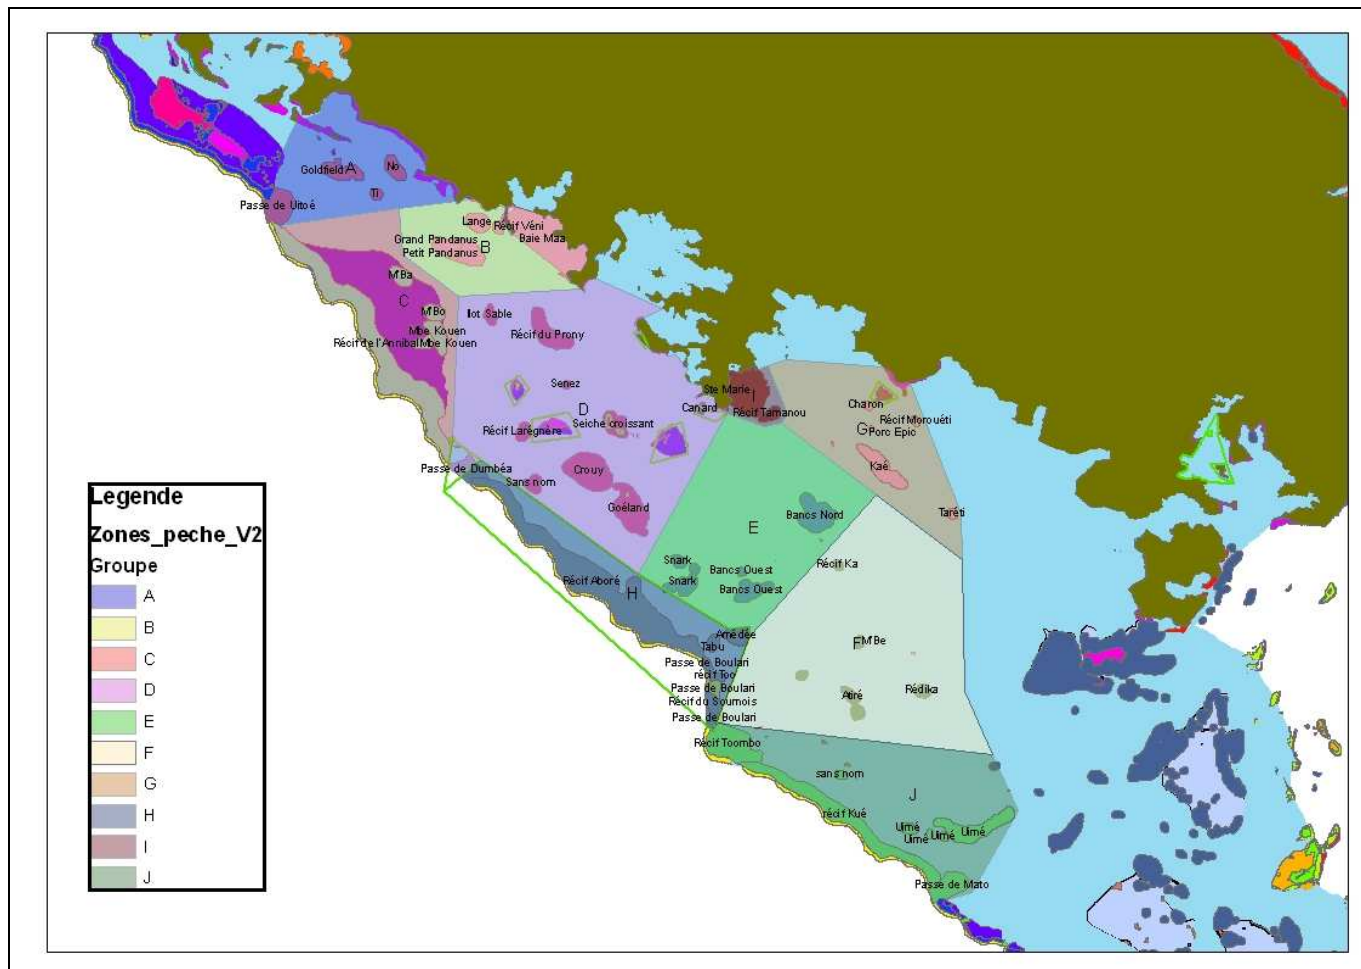 Goldfield A
No
Ti
Passe de Uitoé
Lange
Récif Véni
Grand Pandanus
Baie Maa
Petit Pandanus
B
M'Ba
C
M'Bo
Ilot Sable
Mbe Kouen
Récif de l'Annibal Mbe Kouen
Récif du Prony
Senez
Ste Marie
I
Canard
D
Récif Tamanou
Charon
Récif Larégnère
Seiche croissant
Récif Morouéti
G
Porc Epic
Passe de Dumbéa
Crouy
Kaé
Sans nom
Goéland
Bancs Nord
Taréti
E
Snark
Récif Ka
Bancs Ouest
Récif Aboré
Snark
H
Bancs Ouest
Amédée
Tabu
F
M'Be
Passe de Boulari
récif Too
Passe de Boulari
Atiré
Rédika
Récif du Sournois
Passe de Boulari
Récif Toombo
sans nom
J
récif Kué
Uimé
Uimé
Uimé
Uimé
Passe de Mato
Legende
Zones_peche_V2
Groupe
A
B
C
D
E
F
G
H
I
J